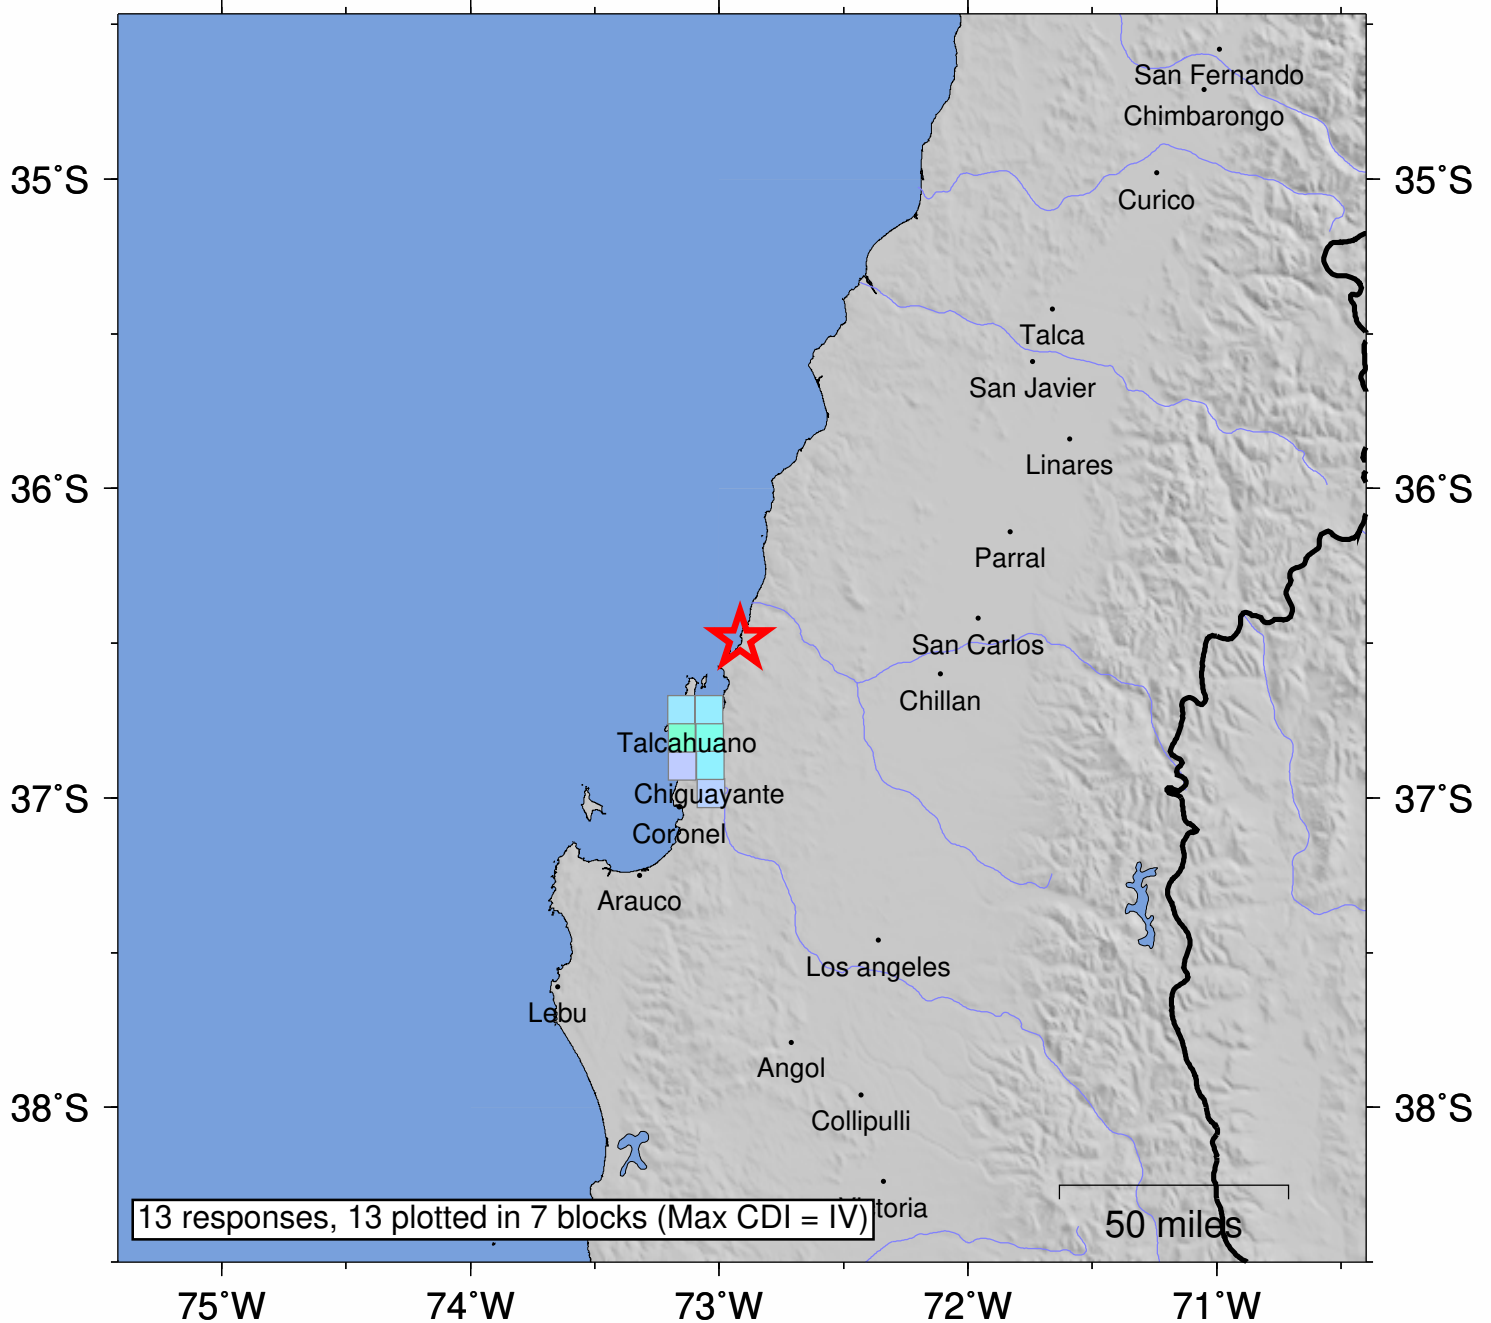 San Fernando
Chimbarongo
35°S
35°S
Curico
Talca
San Javier
Linares
36°S
36°S
Parral
San Carlos
Chillan
Talcahuano
37°S
Chiguayante
37°S
Coronel
Arauco
Los angeles
Lebu
Angol
38°S
38°S
Collipulli
toria
13 responses, 13 plotted in 7 blocks (Max CDI = IV)
50 miles
75°W
74°W
73°W
72°W
71°W